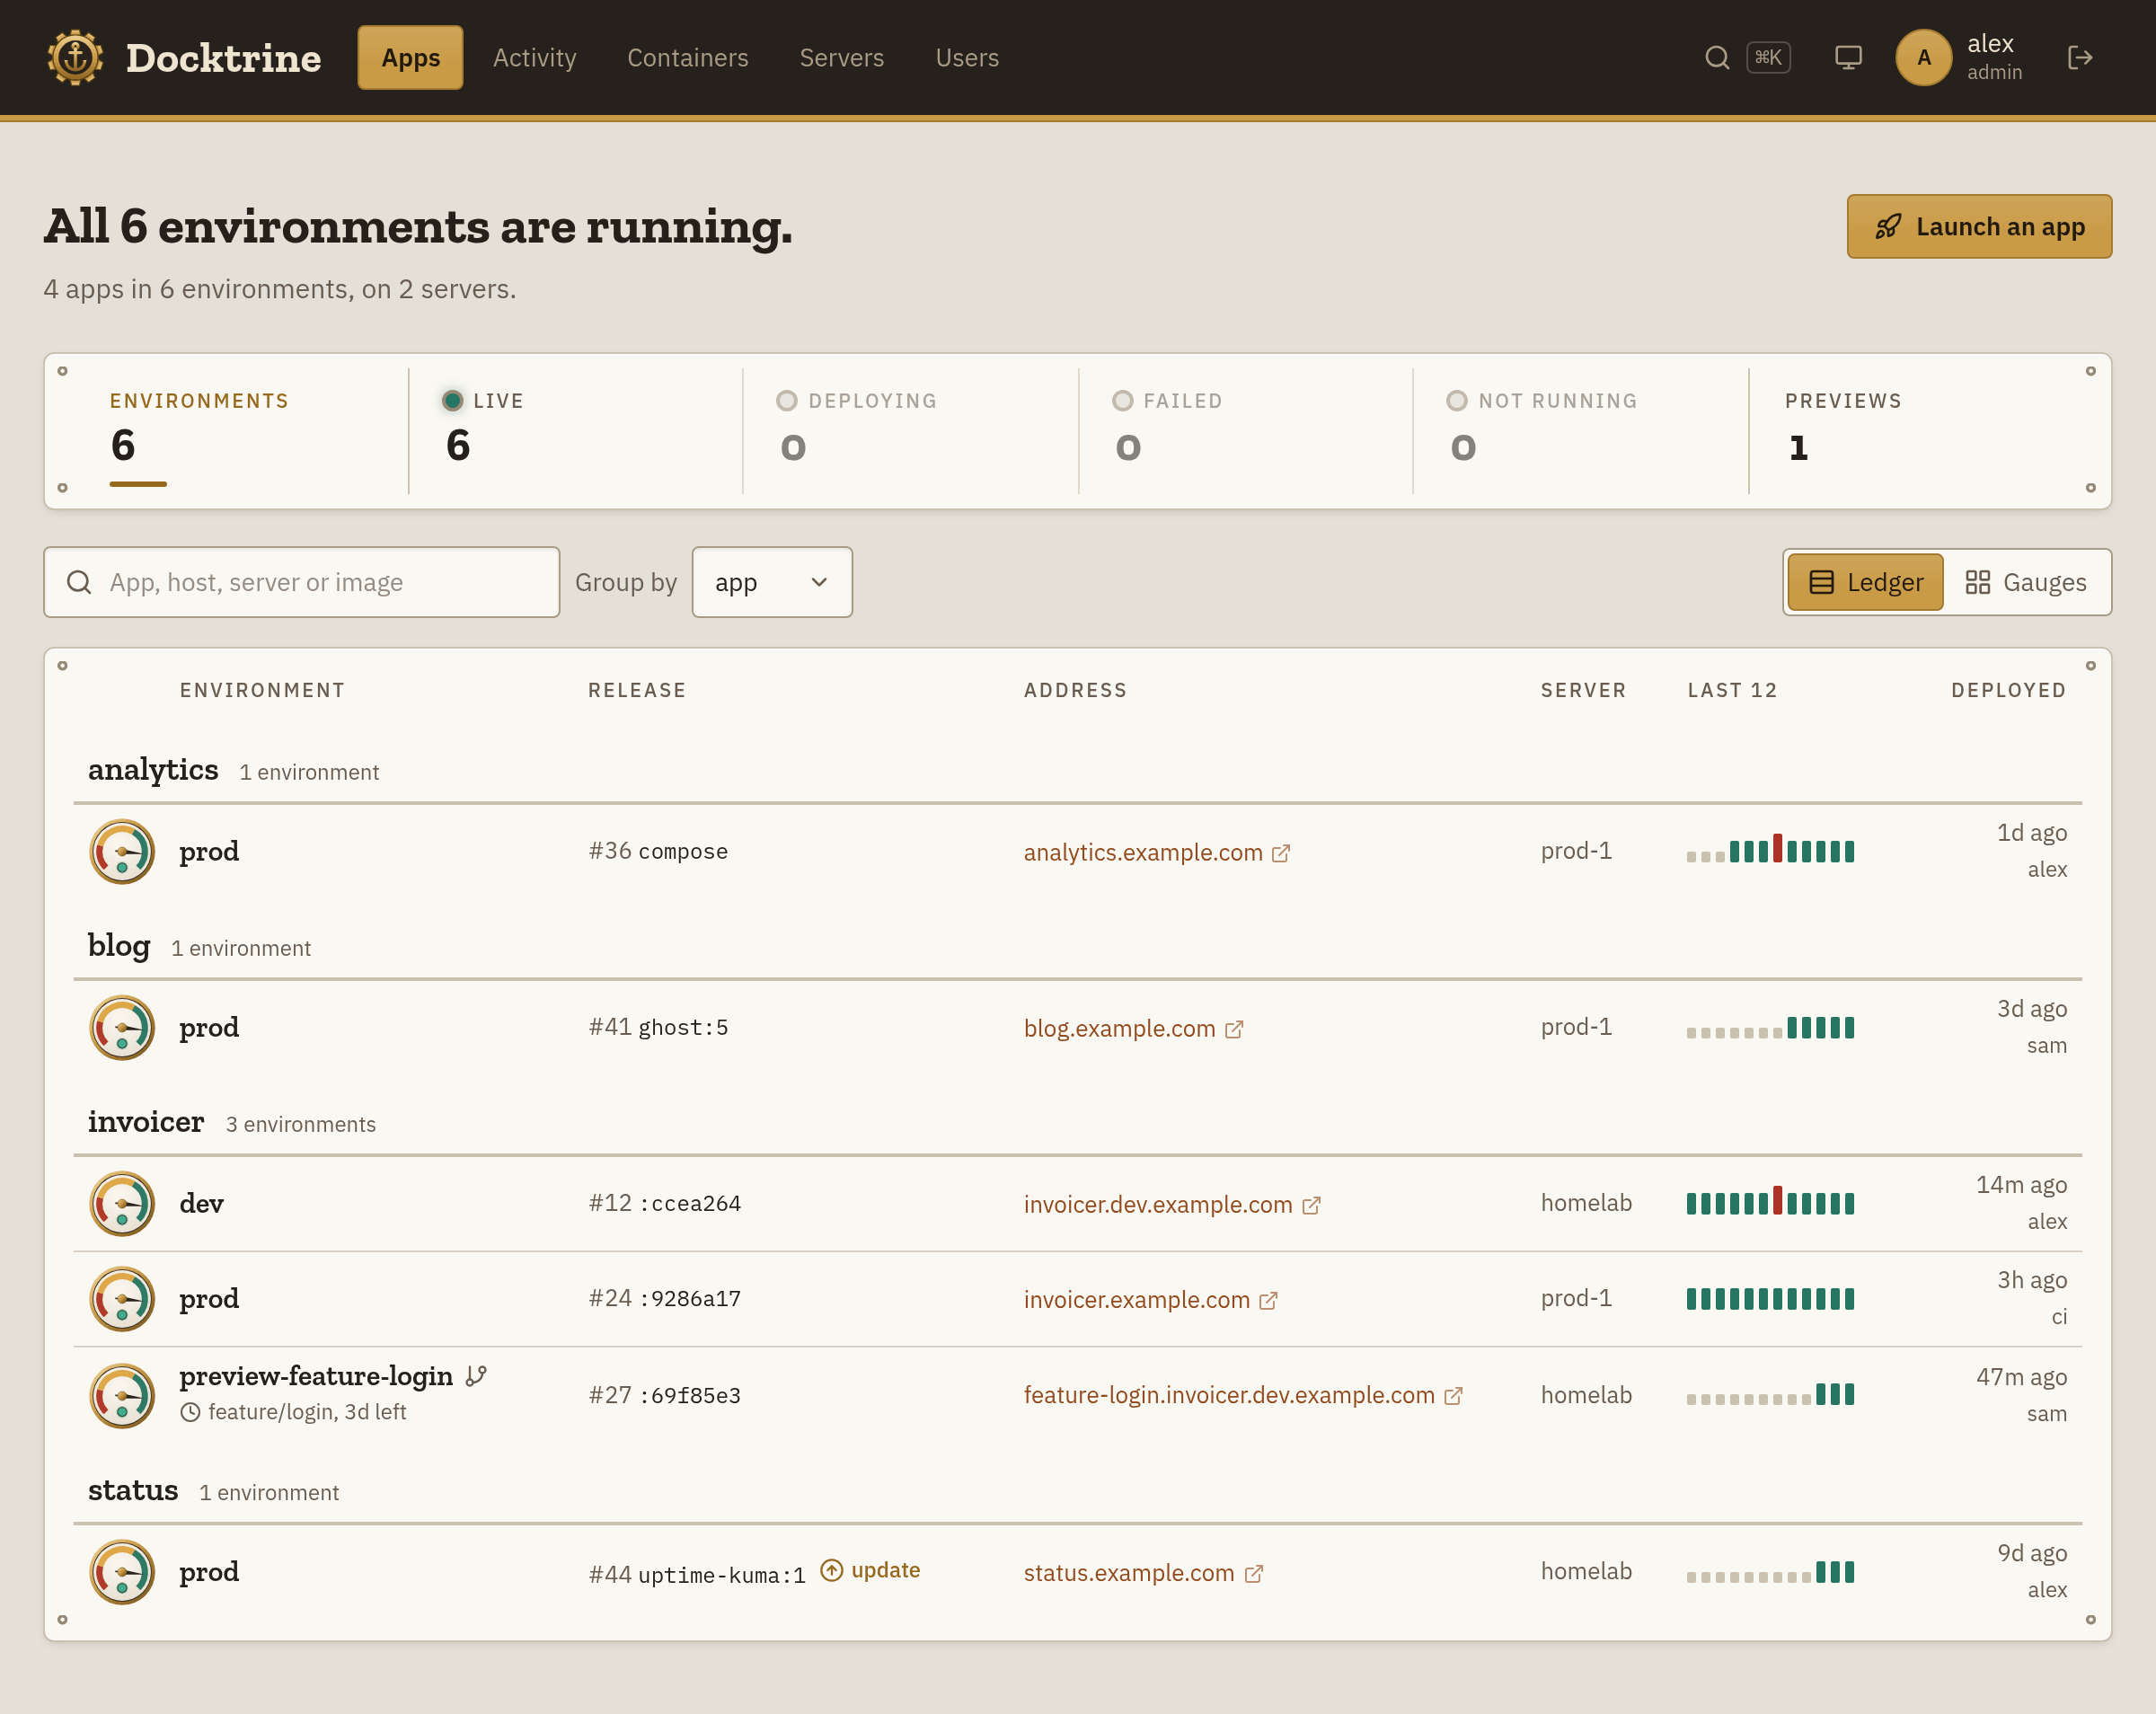 Docktrine Apps Activity Containers Servers Users ⌘K A alex
admin
All 6 environments are running.
Launch an app
4 apps in 6 environments, on 2 servers.
ENVIRONMENTS LIVE DEPLOYING FAILED NOT RUNNING PREVIEWS
6 6 0 0 0 1
App, host, server or image Group by app Ledger Gauges
ENVIRONMENT RELEASE ADDRESS SERVER LAST 12 DEPLOYED
analytics 1 environment
prod #36 compose analytics.example.com prod-1 1d ago
alex
blog 1 environment
prod #41 ghost:5 blog.example.com prod-1 3d ago
sam
invoicer 3 environments
dev #12 :ccea264 invoicer.dev.example.com homelab 14m ago
alex
prod #24 :9286a17 invoicer.example.com prod-1 3h ago
ci
preview-feature-login #27 :69f85e3 feature-login.invoicer.dev.example.com homelab 47m ago
feature/login, 3d left sam
status 1 environment
prod #44 uptime-kuma:1 update status.example.com homelab 9d ago
alex